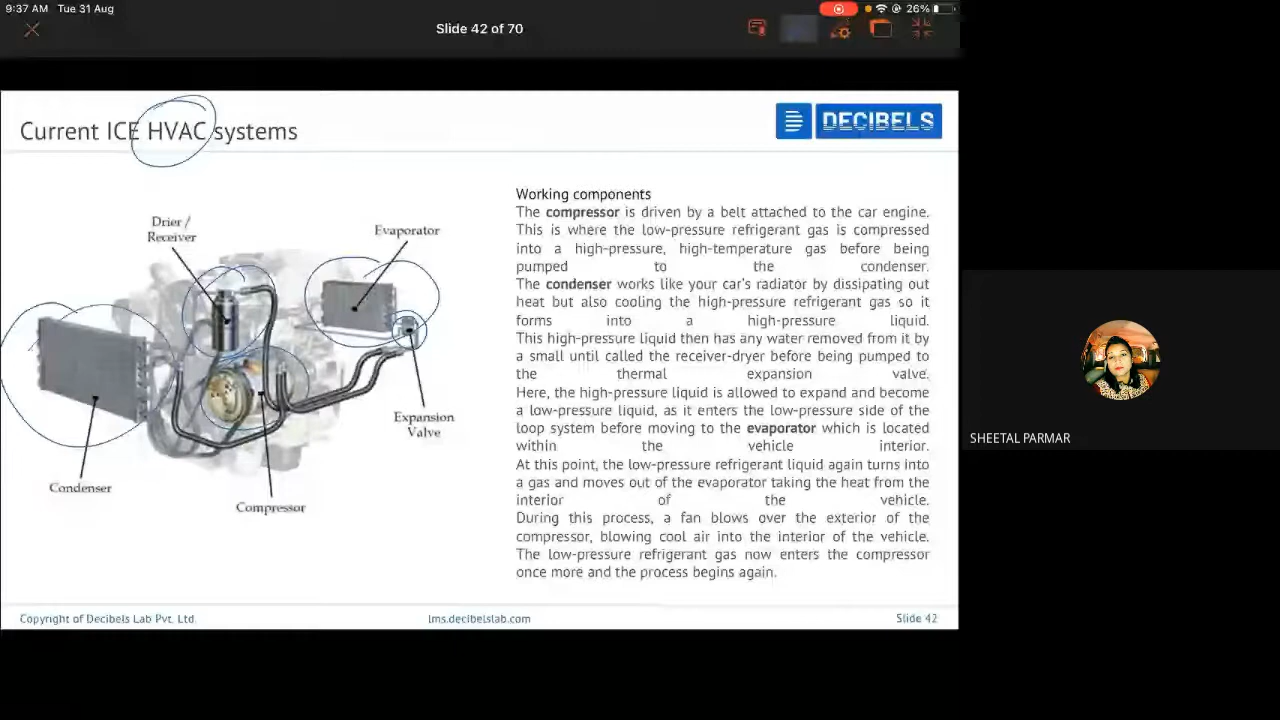 9:37 AM Tue 31 Aug
26%
Slide 42 of 70
Current ICE HVAC systems
DECIBELS
Drier /
Receiver
Evaporator
Expansion
Valve
Condenser
Compressor
Working components
The compressor is driven by a belt attached to the car engine.
This is where the low-pressure refrigerant gas is compressed
into a high-pressure, high-temperature gas before being
pumped to the condenser.
The condenser works like your car's radiator by dissipating out
heat but also cooling the high-pressure refrigerant gas so it
forms into a high-pressure liquid.
This high-pressure liquid then has any water removed from it by
a small until called the receiver-dryer before being pumped to
the thermal expansion valve.
Here, the high-pressure liquid is allowed to expand and become
a low-pressure liquid, as it enters the low-pressure side of the
loop system before moving to the evaporator which is located
within the vehicle interior.
At this point, the low-pressure refrigerant liquid again turns into
a gas and moves out of the evaporator taking the heat from the
interior of the vehicle.
During this process, a fan blows over the exterior of the
compressor, blowing cool air into the interior of the vehicle.
The low-pressure refrigerant gas now enters the compressor
once more and the process begins again.
SHEETAL PARMAR
Copyright of Decibels Lab Pvt. Ltd.
lms.decibelslab.com
Slide 42